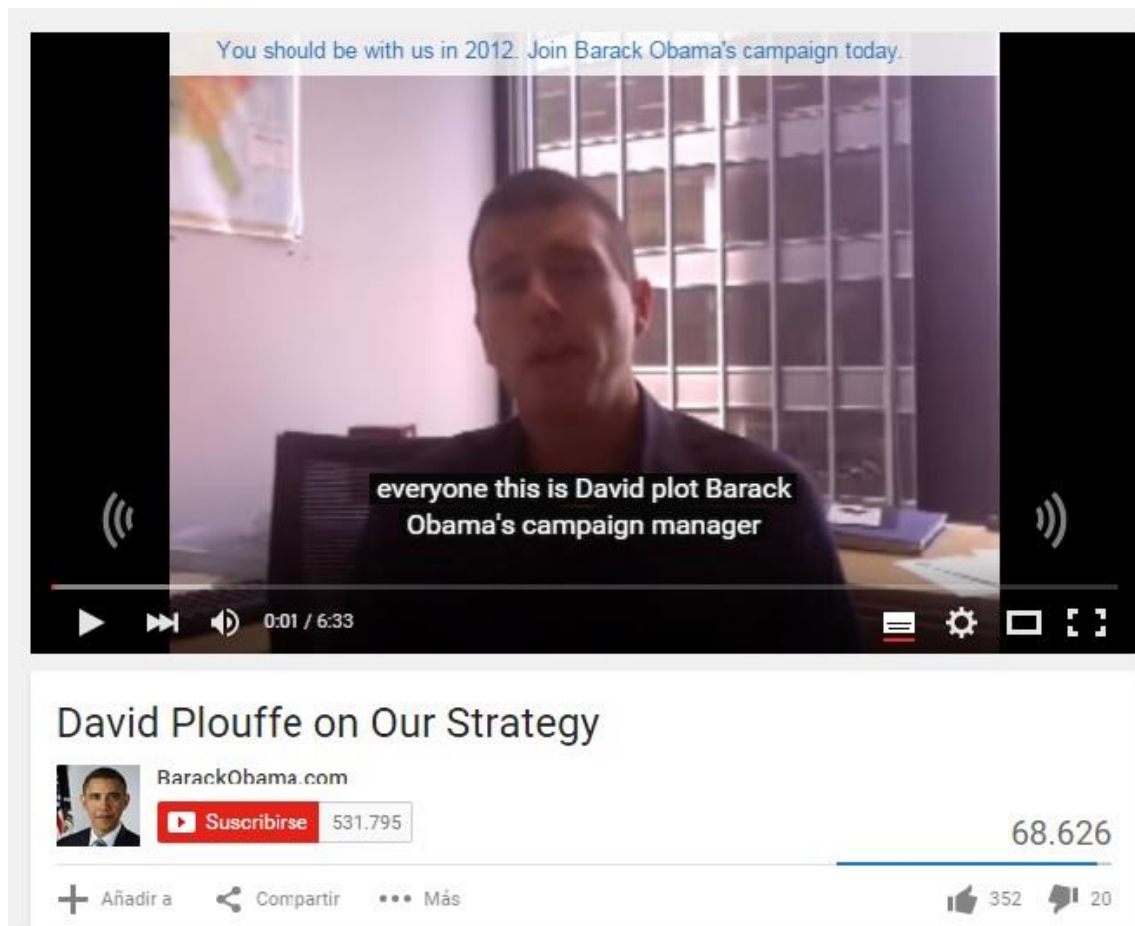 You should be with us in 2012. Join Barack Obama's campaign today.
everyone this is David plot Barack
Obama's campaign manager
0:01 / 6:33
David Plouffe on Our Strategy
BarackObama.com
Suscribirse 531.795
68.626
Añadir a Compartir Más 352 20